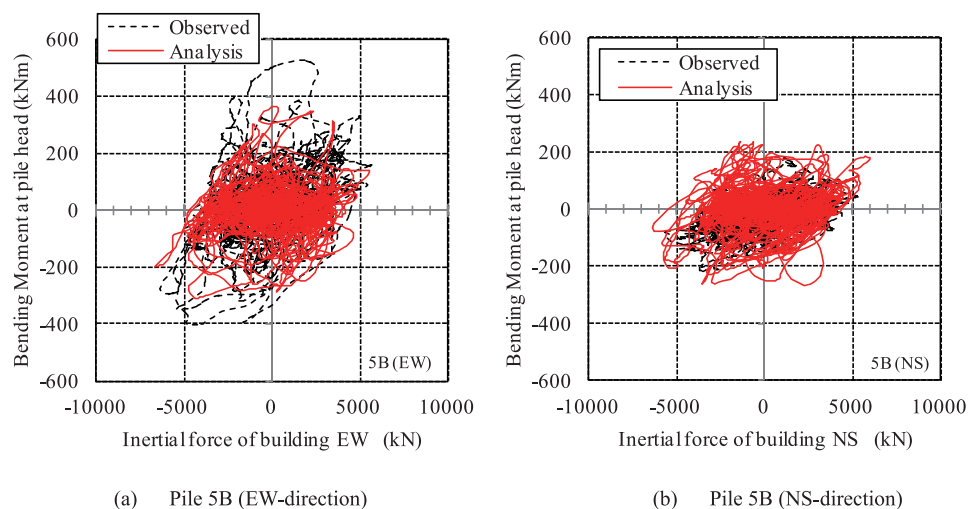 Observed
Analysis
600
400
200
0
-200
-400
-600
Bending Moment at pile head (kNm)
5B (EW)
-10000 -5000 0 5000 10000
Inertial force of building EW (kN)
(a) Pile 5B (EW-direction)
Observed
Analysis
600
400
200
0
-200
-400
-600
Bending Moment at pile head (kNm)
5B (NS)
-10000 -5000 0 5000 10000
Inertial force of building NS (kN)
(b) Pile 5B (NS-direction)